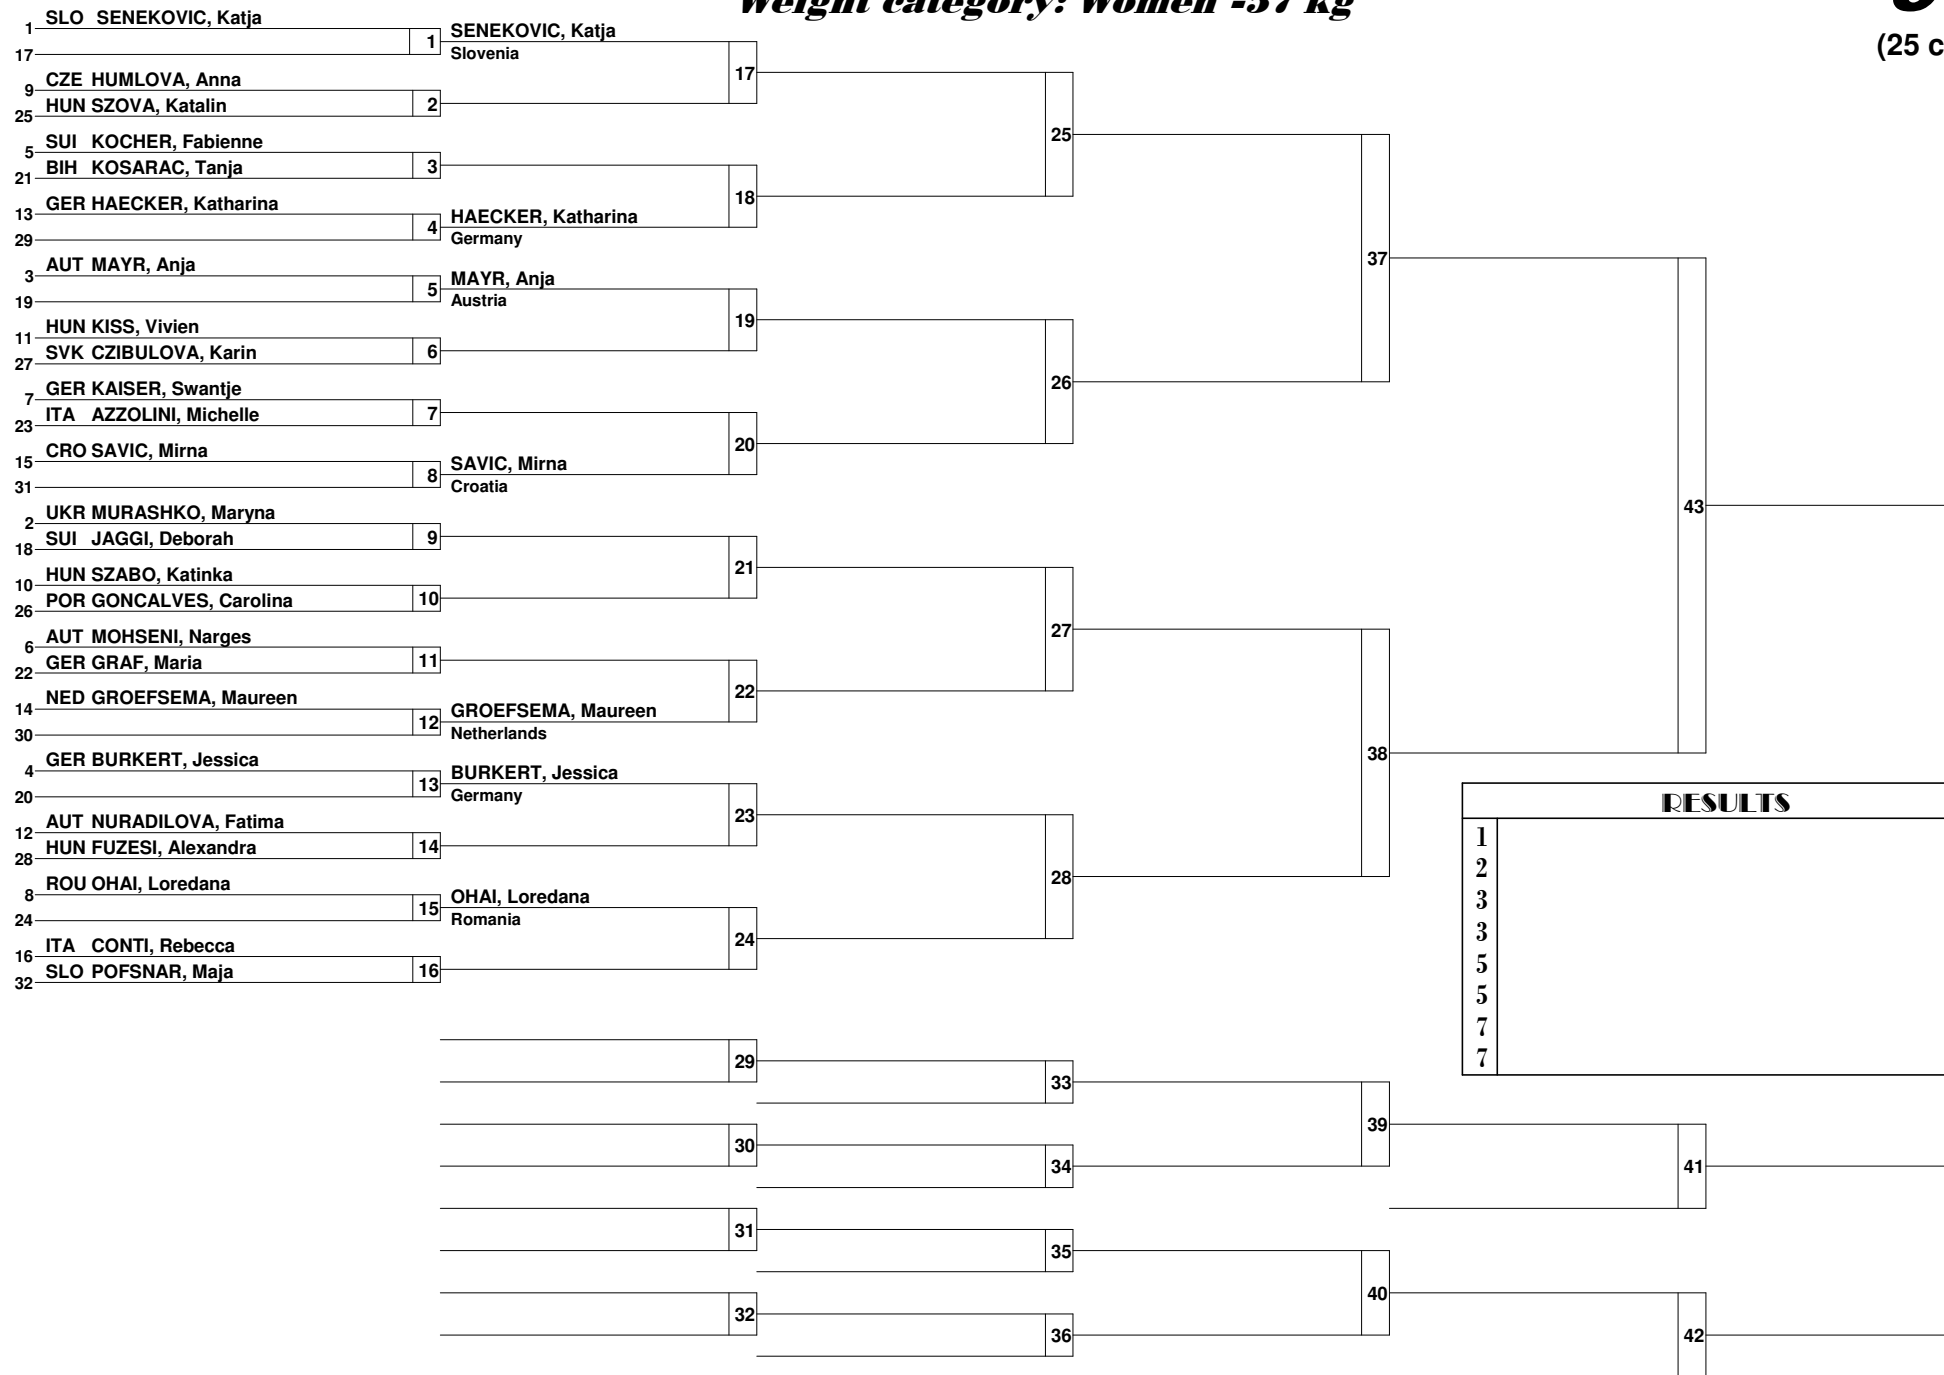 Weight category: Women -57 kg
(25 c
1 SLO SENEKOVIC, Katja
17
1 SENEKOVIC, Katja
Slovenia
9 CZE HUMLOVA, Anna
25 HUN SZOVA, Katalin
2
17
5 SUI KOCHER, Fabienne
21 BIH KOSARAC, Tanja
3
25
13 GER HAECKER, Katharina
29
4 HAECKER, Katharina
Germany
18
3 AUT MAYR, Anja
19
5 MAYR, Anja
Austria
37
11 HUN KISS, Vivien
27 SVK CZIBULOVA, Karin
6
19
7 GER KAISER, Swantje
23 ITA AZZOLINI, Michelle
7
26
15 CRO SAVIC, Mirna
31
8 SAVIC, Mirna
Croatia
20
2 UKR MURASHKO, Maryna
18 SUI JAGGI, Deborah
9
43
10 HUN SZABO, Katinka
26 POR GONCALVES, Carolina
10
21
6 AUT MOHSENI, Narges
22 GER GRAF, Maria
11
27
14 NED GROEFSEMA, Maureen
30
12 GROEFSEMA, Maureen
Netherlands
22
4 GER BURKERT, Jessica
20
13 BURKERT, Jessica
Germany
38
12 AUT NURADILOVA, Fatima
28 HUN FUZESI, Alexandra
14
23
8 ROU OHAI, Loredana
24
15 OHAI, Loredana
Romania
28
16 ITA CONTI, Rebecca
32 SLO POFSNAR, Maja
16
24
RESULTS
1
2
3
3
5
5
7
7
29
33
30
34
39
41
31
35
32
36
40
42